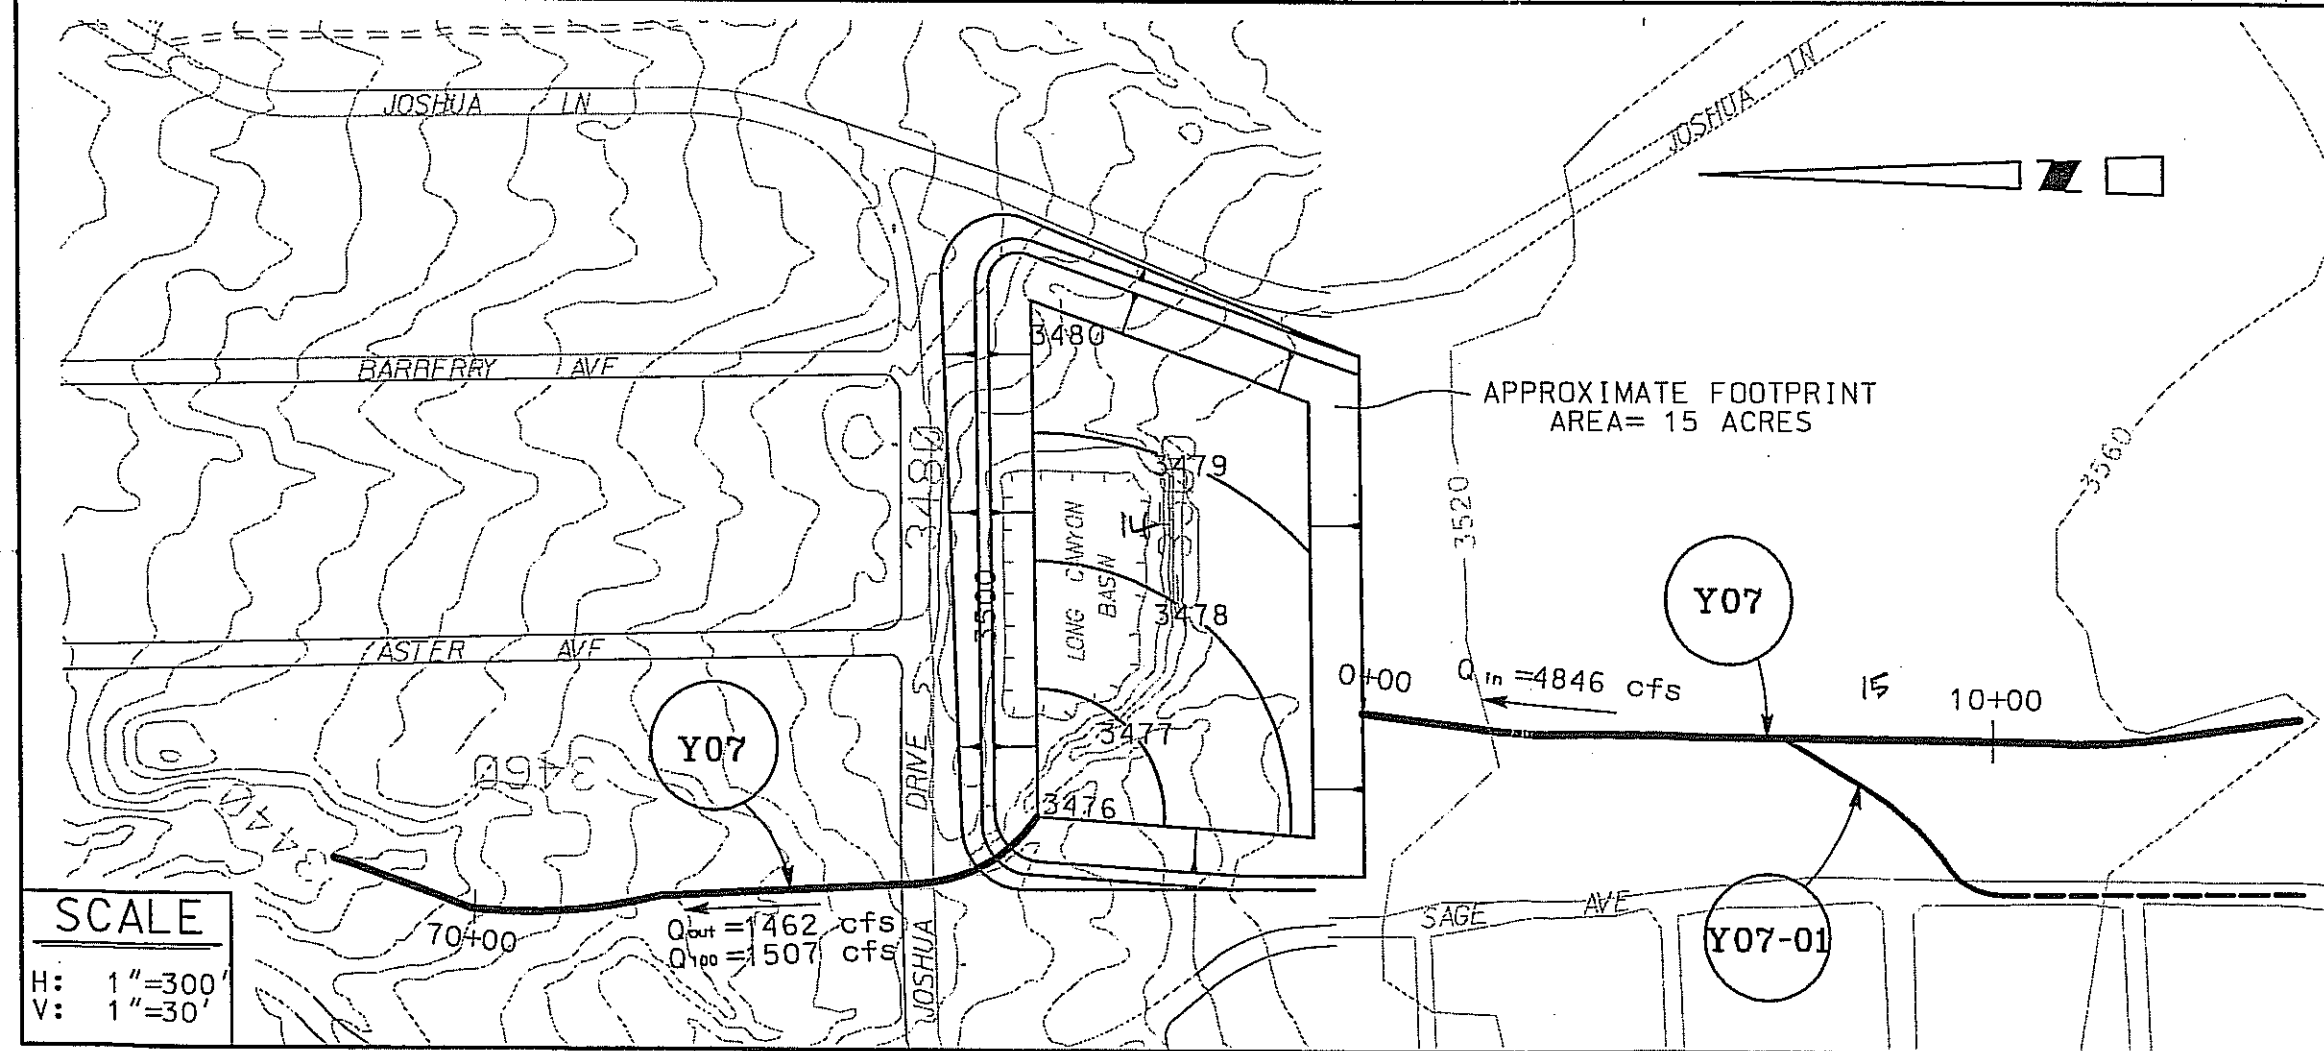 JOSHUA LN
JOSHUA LN
N
BARBERRY AVE
3480
APPROXIMATE FOOTPRINT
AREA= 15 ACRES
3480
3479
3520
3560
LONG CANYON
BASIN
14
3500
3478
Y07
ASTER AVE
0+00
Q in =4846 cfs
15
10+00
Y07
3477
3460
DRIVE
3476
3440
SAGE AVE
Y07-01
70+00
Qout =1462 cfs
Q100 =1507 cfs
JOSHUA
SCALE
H: 1"=300'
V: 1"=30'